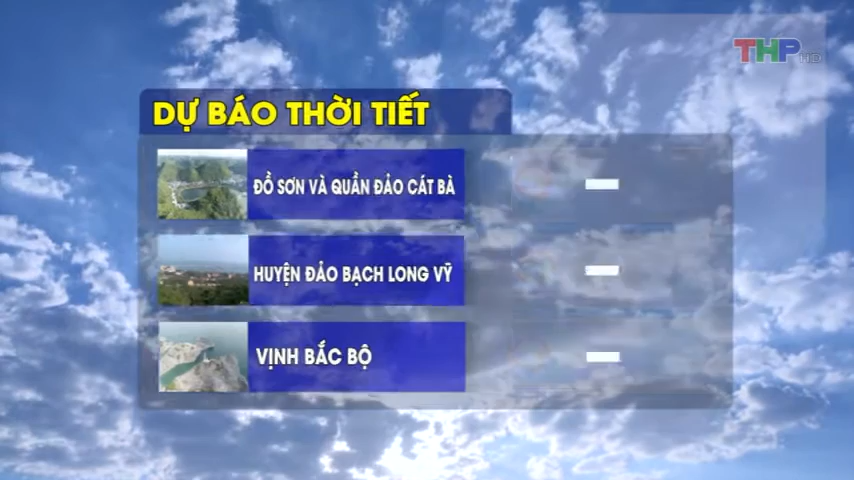 THP HD
DỰ BÁO THỜI TIẾT
ĐỒ SƠN VÀ QUẦN ĐẢO CÁT BÀ
HUYỆN ĐẢO BẠCH LONG VỸ
VỊNH BẮC BỘ